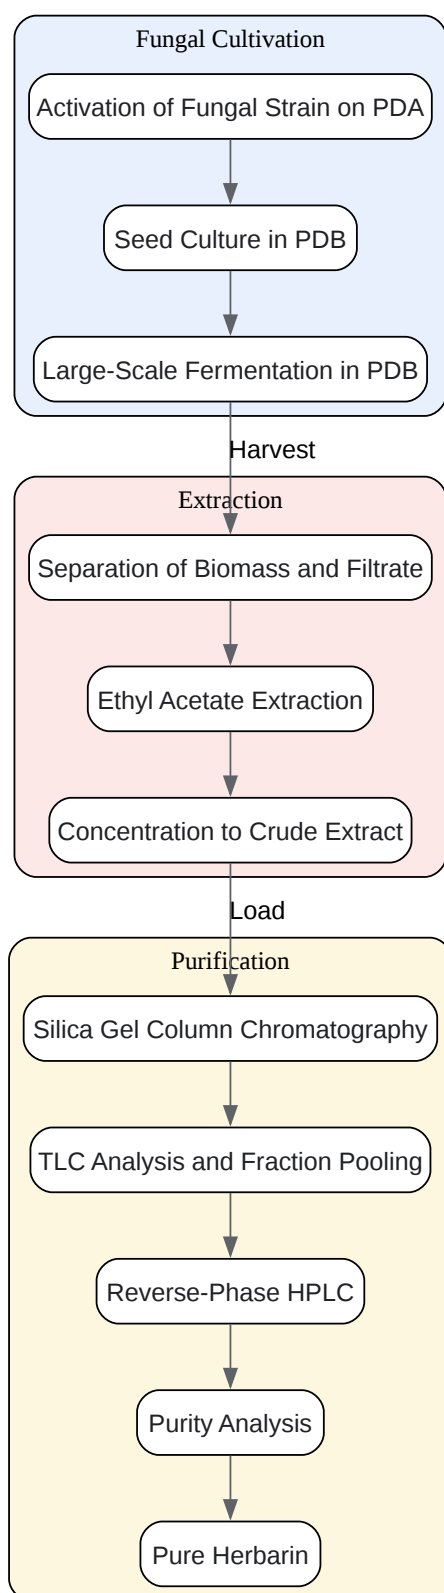 Fungal Cultivation
Activation of Fungal Strain on PDA
Seed Culture in PDB
Large-Scale Fermentation in PDB
Harvest
Extraction
Separation of Biomass and Filtrate
Ethyl Acetate Extraction
Concentration to Crude Extract
Load
Purification
Silica Gel Column Chromatography
TLC Analysis and Fraction Pooling
Reverse-Phase HPLC
Purity Analysis
Pure Herbarin